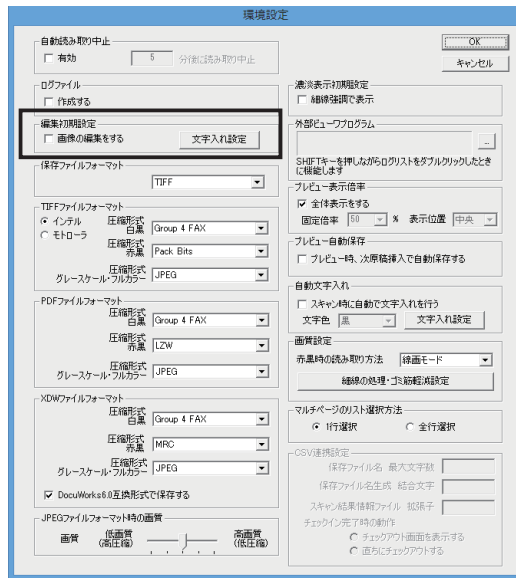 環境設定
自動読み取り中止
有効 5 分後に読み取り中止
ログファイル
作成する
編集初期設定
画像の編集をする 文字入れ設定
保存ファイルフォーマット
TIFF
TIFFファイルフォーマット
インテル
モトローラ
圧縮形式
白黒 Group 4 FAX
圧縮形式
赤黒 Pack Bits
圧縮形式
グレースケール・フルカラー JPEG
PDFファイルフォーマット
圧縮形式
白黒 Group 4 FAX
圧縮形式
赤黒 LZW
圧縮形式
グレースケール・フルカラー JPEG
XDWファイルフォーマット
圧縮形式
白黒 Group 4 FAX
圧縮形式
赤黒 MRC
圧縮形式
グレースケール・フルカラー JPEG
DocuWorks6.0互換形式で保存する
JPEGファイルフォーマット時の画質
画質 低画質 高画質
(高圧縮) (低圧縮)
OK
キャンセル
濃淡表示初期設定
細線強調で表示
外部ビューワプログラム
...
SHIFTキーを押しながらログリストをダブルクリックしたとき
に機能します
プレビュー表示倍率
全体表示をする
固定倍率 50 % 表示位置 中央
プレビュー自動保存
プレビュー時、次原稿挿入で自動保存する
自動文字入れ
スキャン時に自動で文字入れを行う
文字色 黒 文字入れ設定
画質設定
赤黒時の読み取り方法 線画モード
細線の処理・ゴミ筋軽減設定
マルチページのリスト選択方法
1行選択 全行選択
CSV連携設定
保存ファイル名 最大文字数
保存ファイル名生成 結合文字
スキャン結果情報ファイル 拡張子
チェックイン完了時の動作
チェックアウト画面を表示する
直ちにチェックアウトする